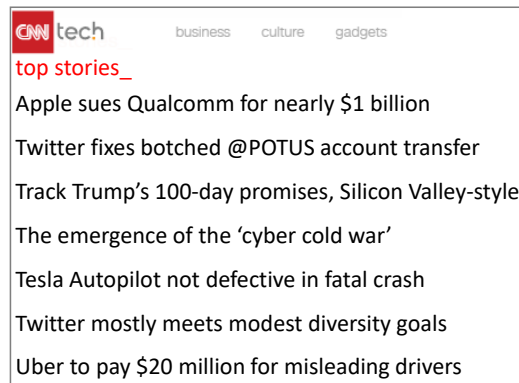 CNN tech business culture gadgets
top stories_
Apple sues Qualcomm for nearly $1 billion
Twitter fixes botched @POTUS account transfer
Track Trump’s 100-day promises, Silicon Valley-style
The emergence of the ‘cyber cold war’
Tesla Autopilot not defective in fatal crash
Twitter mostly meets modest diversity goals
Uber to pay $20 million for misleading drivers